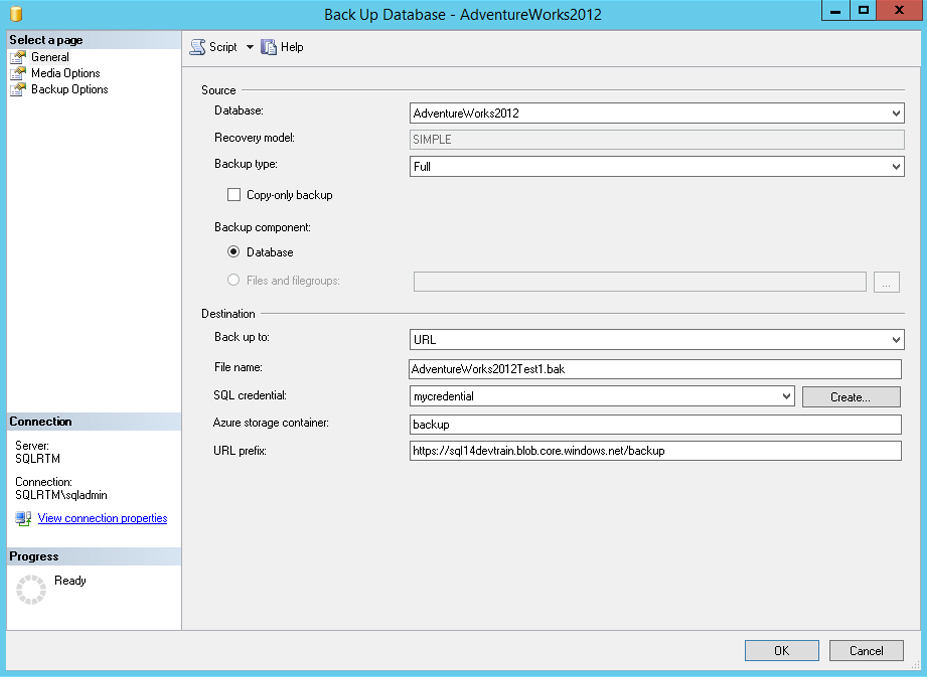 Back Up Database - AdventureWorks2012
Select a page
General
Media Options
Backup Options
Script
Help
Source
Database:
AdventureWorks2012
Recovery model:
SIMPLE
Backup type:
Full
Copy-only backup
Backup component:
Database
Files and filegroups:
...
Destination
Back up to:
URL
File name:
AdventureWorks2012Test1.bak
SQL credential:
mycredential
Create...
Azure storage container:
backup
URL prefix:
https://sql14devtrain.blob.core.windows.net/backup
Connection
Server:
SQLRTM
Connection:
SQLRTM\sqladmin
View connection properties
Progress
Ready
OK
Cancel